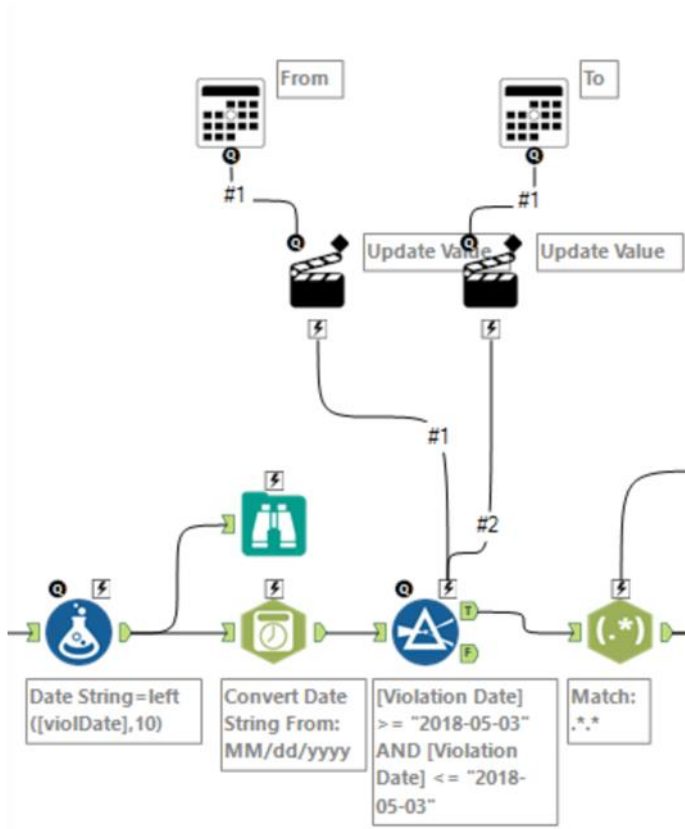 From
To
Q
Q
#1
#1
Q
Update Value
Q
Update Value
#1
#2
Q
Q
T
F
(.*)
Date String=left
([violDate],10)
Convert Date
String From:
MM/dd/yyyy
[Violation Date]
>= "2018-05-03"
AND [Violation
Date] <= "2018-
05-03"
Match:
.*.*